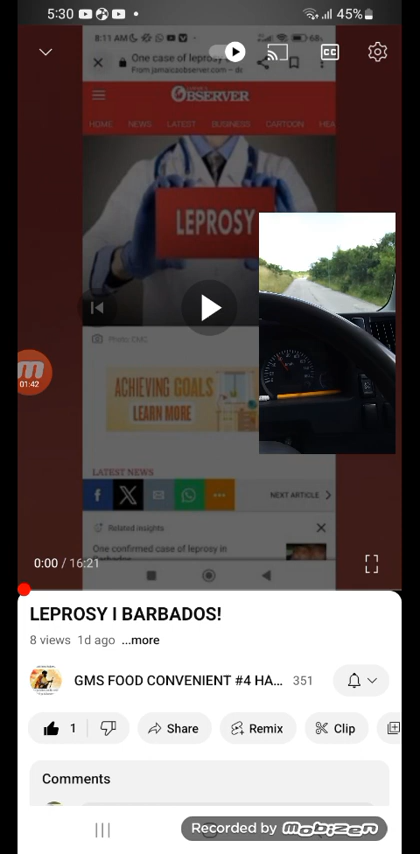 5:30
45%
8:11 AM
68%
One case of lepros
From jamaicaobserver.com – de
OBSERVER
HOME NEWS LATEST BUSINESS CARTOON HEA
LEPROSY
Photo: CMC
01:42
ACHIEVING GOALS
LEARN MORE
LATEST NEWS
NEXT ARTICLE
Related insights
One confirmed case of leprosy in
0:00 / 16:21
LEPROSY I BARBADOS!
8 views 1d ago ...more
GMS FOOD CONVENIENT #4 HA... 351
1 Share Remix Clip
Comments
Recorded by mobizen